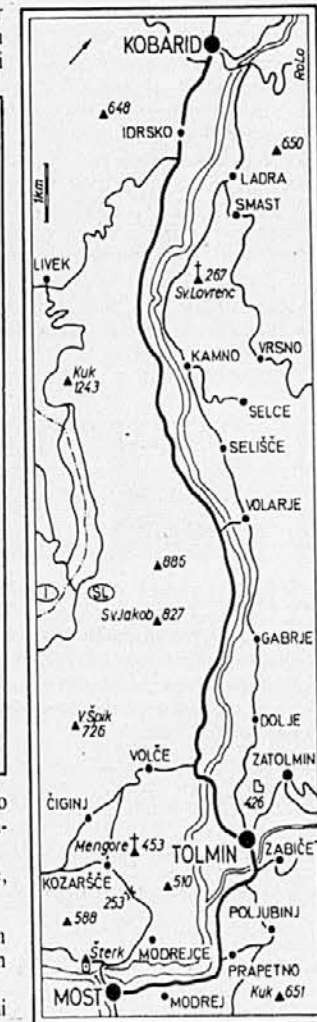 KOBARID
648
Ro.Lo
IDRSKO
650
1km
LADRA
SMAST
LIVEK
267
Sv.Lovrenc
KAMNO
VRSNO
Kuk
1243
SELCE
SELIŠČE
VOLARJE
885
I
SL
Sv.Jakob 827
GABRJE
V.Špik
726
DOLJE
VOLČE
ZATOLMIN
426
ČIGINJ
Mengore 453
TOLMIN
ZABIČE
KOZARŠČE
510
253
588
POLJUBINJ
Šterk
MODREJCE
PRAPETNO
MOST
MODREJ
Kuk 651